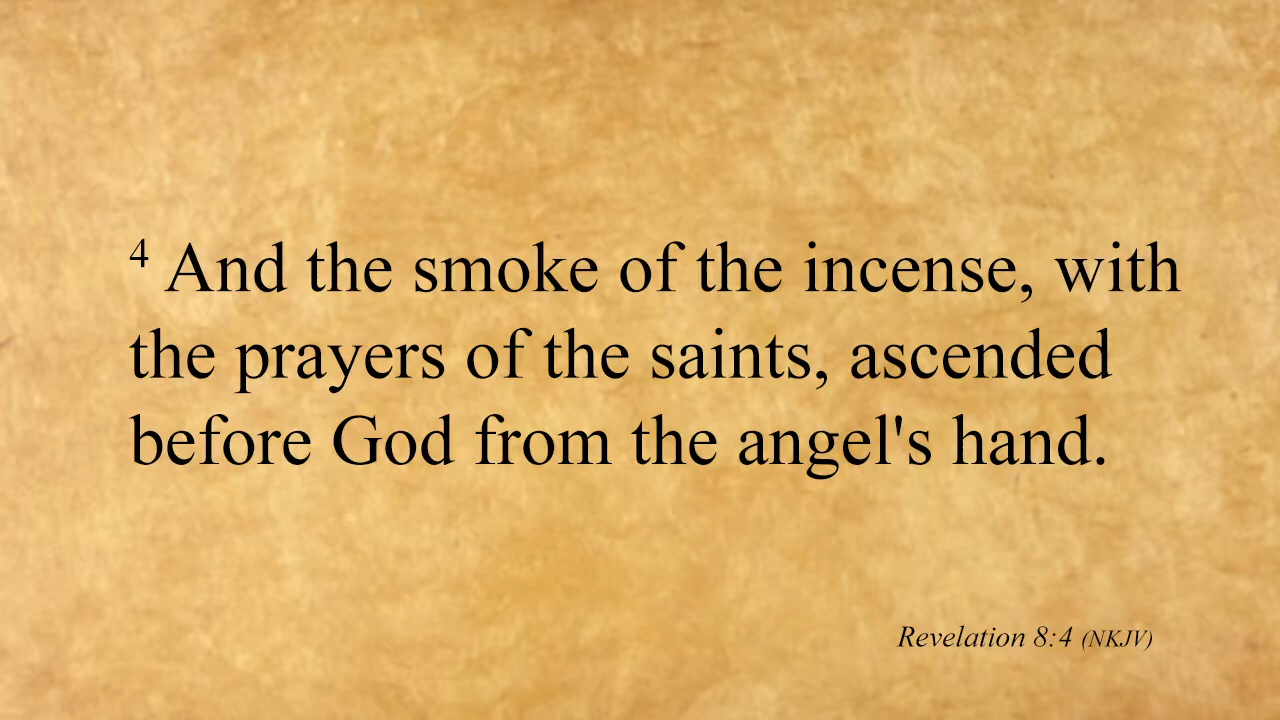 4 And the smoke of the incense, with
the prayers of the saints, ascended
before God from the angel's hand.
Revelation 8:4 (NKJV)